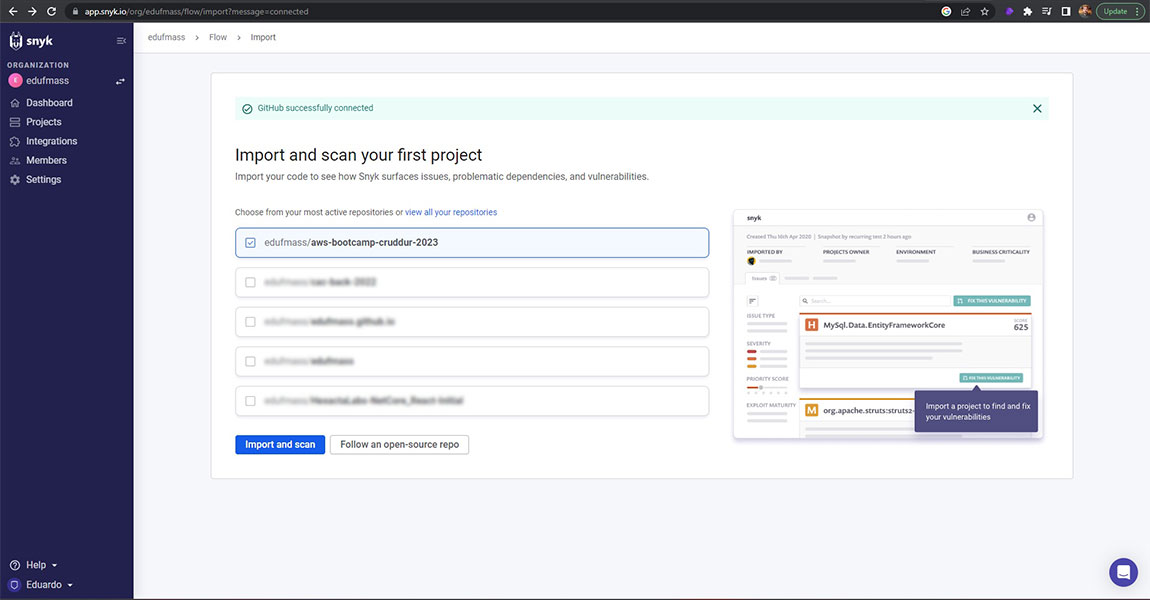 app.snyk.io/org/edufmass/flow/import?message=connected
Update
snyk
ORGANIZATION
edufmass
Dashboard
Projects
Integrations
Members
Settings
Help
Eduardo
edufmass > Flow > Import
GitHub successfully connected
Import and scan your first project
Import your code to see how Snyk surfaces issues, problematic dependencies, and vulnerabilities.
Choose from your most active repositories or view all your repositories
edufmass/aws-bootcamp-cruddur-2023
Import and scan
Follow an open-source repo
snyk
Created Thu 16th Apr 2020 | Snapshot by recurring test 2 hours ago
IMPORTED BY PROJECTS OWNER ENVIRONMENT BUSINESS CRITICALITY
Issues
Search...
FIX THIS VULNERABILITY
ISSUE TYPE
SEVERITY
PRIORITY SCORE
EXPLOIT MATURITY
H MySql.Data.EntityFrameworkCore
SCORE
625
FIX THIS VULNERABILITY
M org.apache.struts:struts2-
Import a project to find and fix
your vulnerabilities